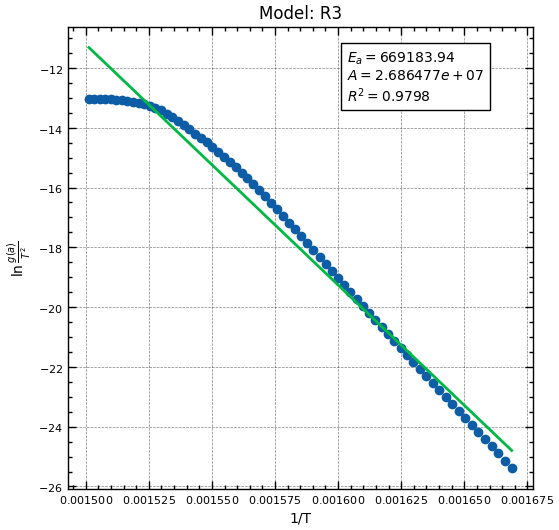 Model: R3
E_a = 669183.94
A = 2.686477e + 07
R^2 = 0.9798
−12
−14
−16
−18
−20
−22
−24
−26
ln g(a)/T^2
0.001500 0.001525 0.001550 0.001575 0.001600 0.001625 0.001650 0.001675
1/T